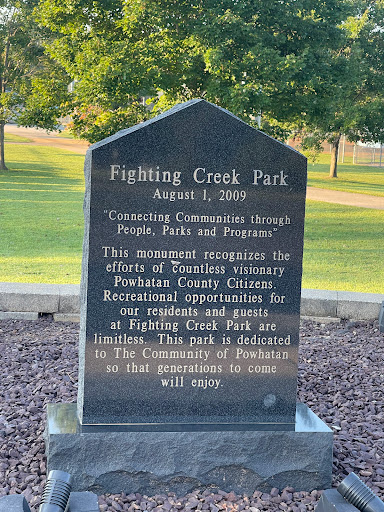 Fighting Creek Park
August 1, 2009
"Connecting Communities through
People, Parks and Programs"
This monument recognizes the
efforts of countless visionary
Powhatan County Citizens.
Recreational opportunities for
our residents and guests
at Fighting Creek Park are
limitless. This park is dedicated
to The Community of Powhatan
so that generations to come
will enjoy.